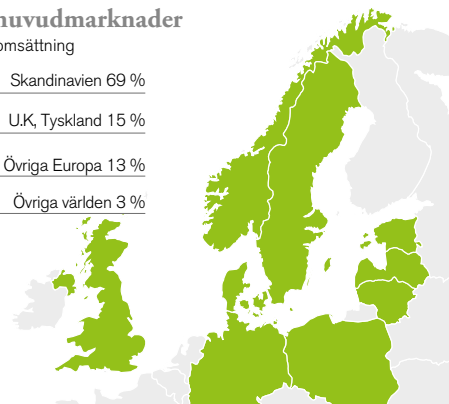 huvudmarknader
omsättning
Skandinavien 69 %
U.K, Tyskland 15 %
Övriga Europa 13 %
Övriga världen 3 %